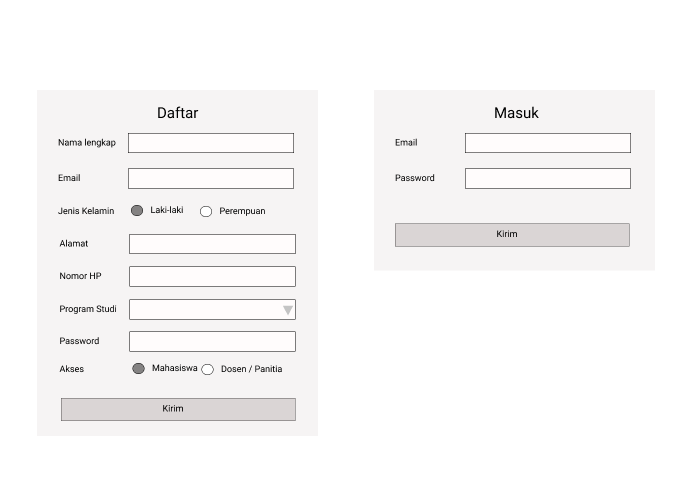 Daftar
Nama lengkap
Email
Jenis Kelamin Laki-laki Perempuan
Alamat
Nomor HP
Program Studi
Password
Akses Mahasiswa Dosen / Panitia
Kirim
Masuk
Email
Password
Kirim